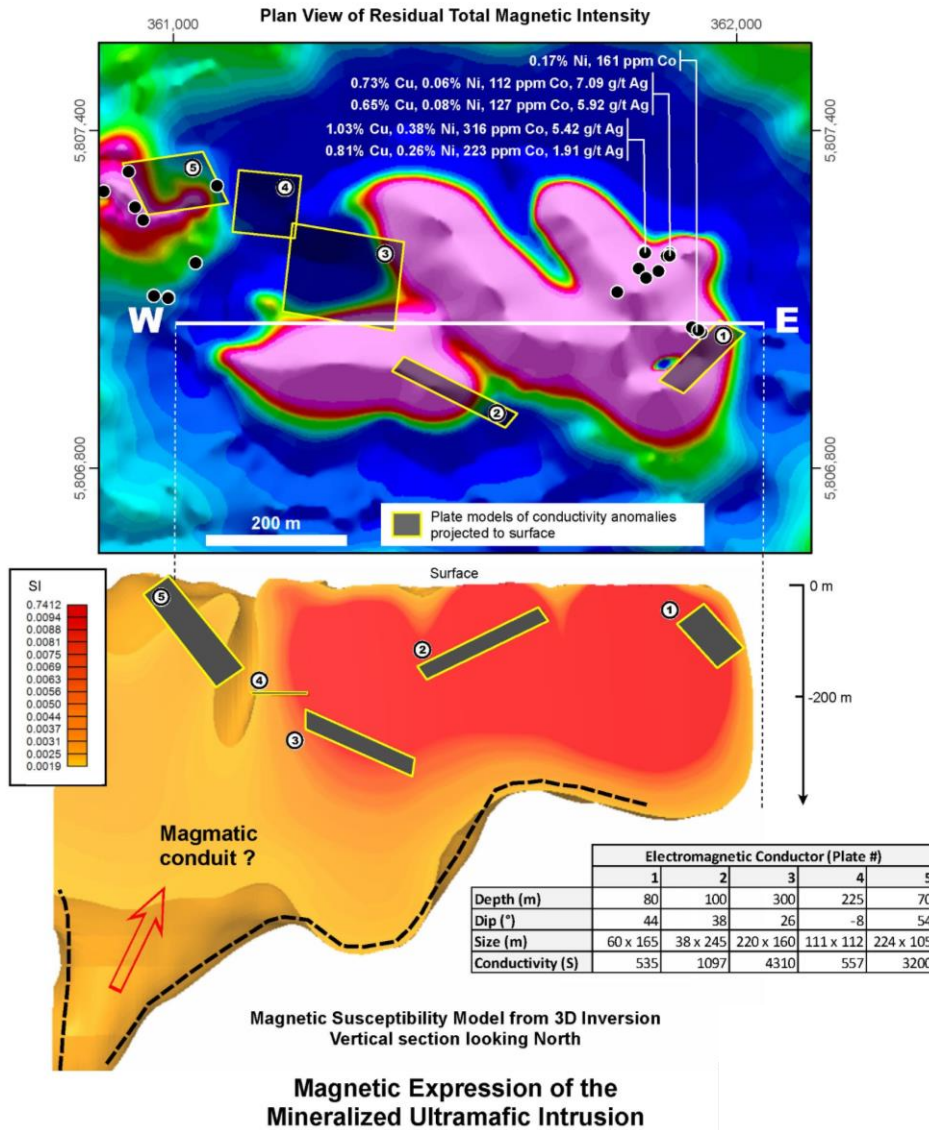 Plan View of Residual Total Magnetic Intensity
361,000
362,000
0.17% Ni, 161 ppm Co
0.73% Cu, 0.06% Ni, 112 ppm Co, 7.09 g/t Ag
0.65% Cu, 0.08% Ni, 127 ppm Co, 5.92 g/t Ag
1.03% Cu, 0.38% Ni, 316 ppm Co, 5.42 g/t Ag
0.81% Cu, 0.26% Ni, 223 ppm Co, 1.91 g/t Ag
5,807,400
5,807,400
5
4
3
W
E
1
2
5,806,800
5,806,800
200 m
Plate models of conductivity anomalies
projected to surface
Surface
SI
0.7412
0.0094
0.0088
0.0081
0.0075
0.0069
0.0063
0.0056
0.0050
0.0044
0.0037
0.0031
0.0025
0.0019
0 m
-200 m
5
1
2
4
3
Magmatic
conduit ?
Electromagnetic Conductor (Plate #)
1 2 3 4 5
Depth (m) 80 100 300 225 70
Dip (°) 44 38 26 -8 54
Size (m) 60 x 165 38 x 245 220 x 160 111 x 112 224 x 105
Conductivity (S) 535 1097 4310 557 3200
Magnetic Susceptibility Model from 3D Inversion
Vertical section looking North
Magnetic Expression of the
Mineralized Ultramafic Intrusion